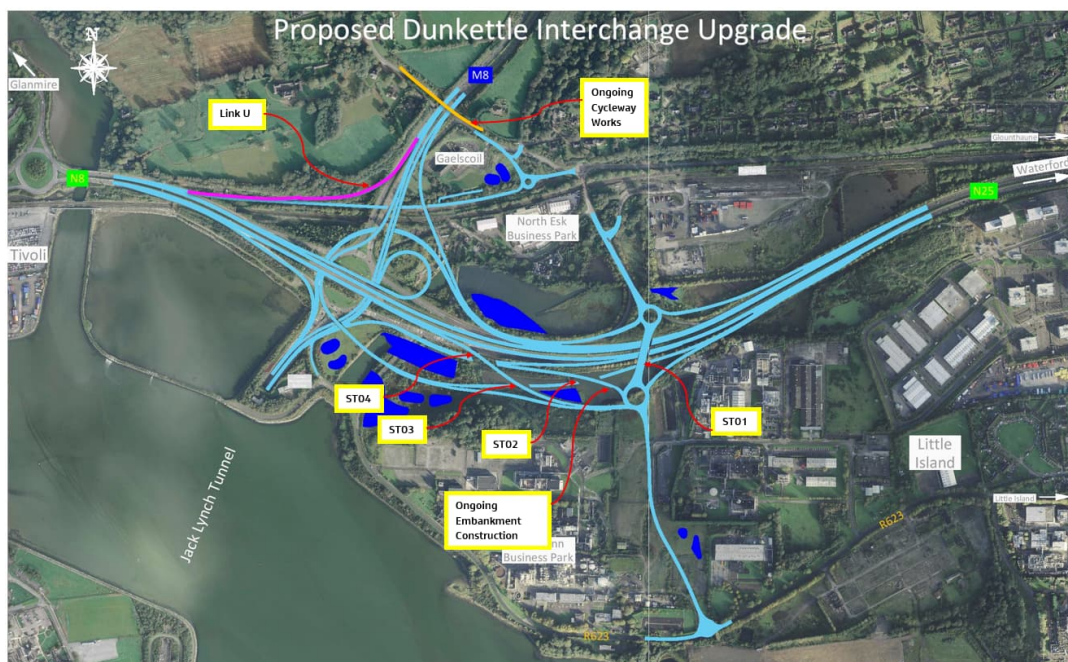 Proposed Dunkettle Interchange Upgrade
N
Glanmire
M8
Link U
Ongoing
Cycleway
Works
Glounthaune
Gaelscoil
Waterford
N8
N25
North Esk
Business Park
Tivoli
ST04
ST03
ST02
ST01
Jack Lynch Tunnel
Little
Island
Ongoing
Embankment
Construction
Little Island
R623
Business Park
R623